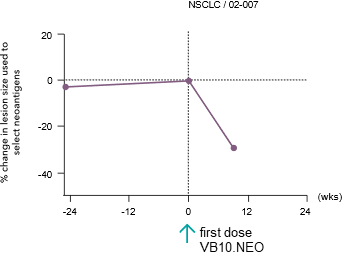 NSCLC / 02-007
% change in lesion size used to
select neoantigens
20
0
-20
-40
-24
-12
0
12
24
(wks)
first dose
VB10.NEO